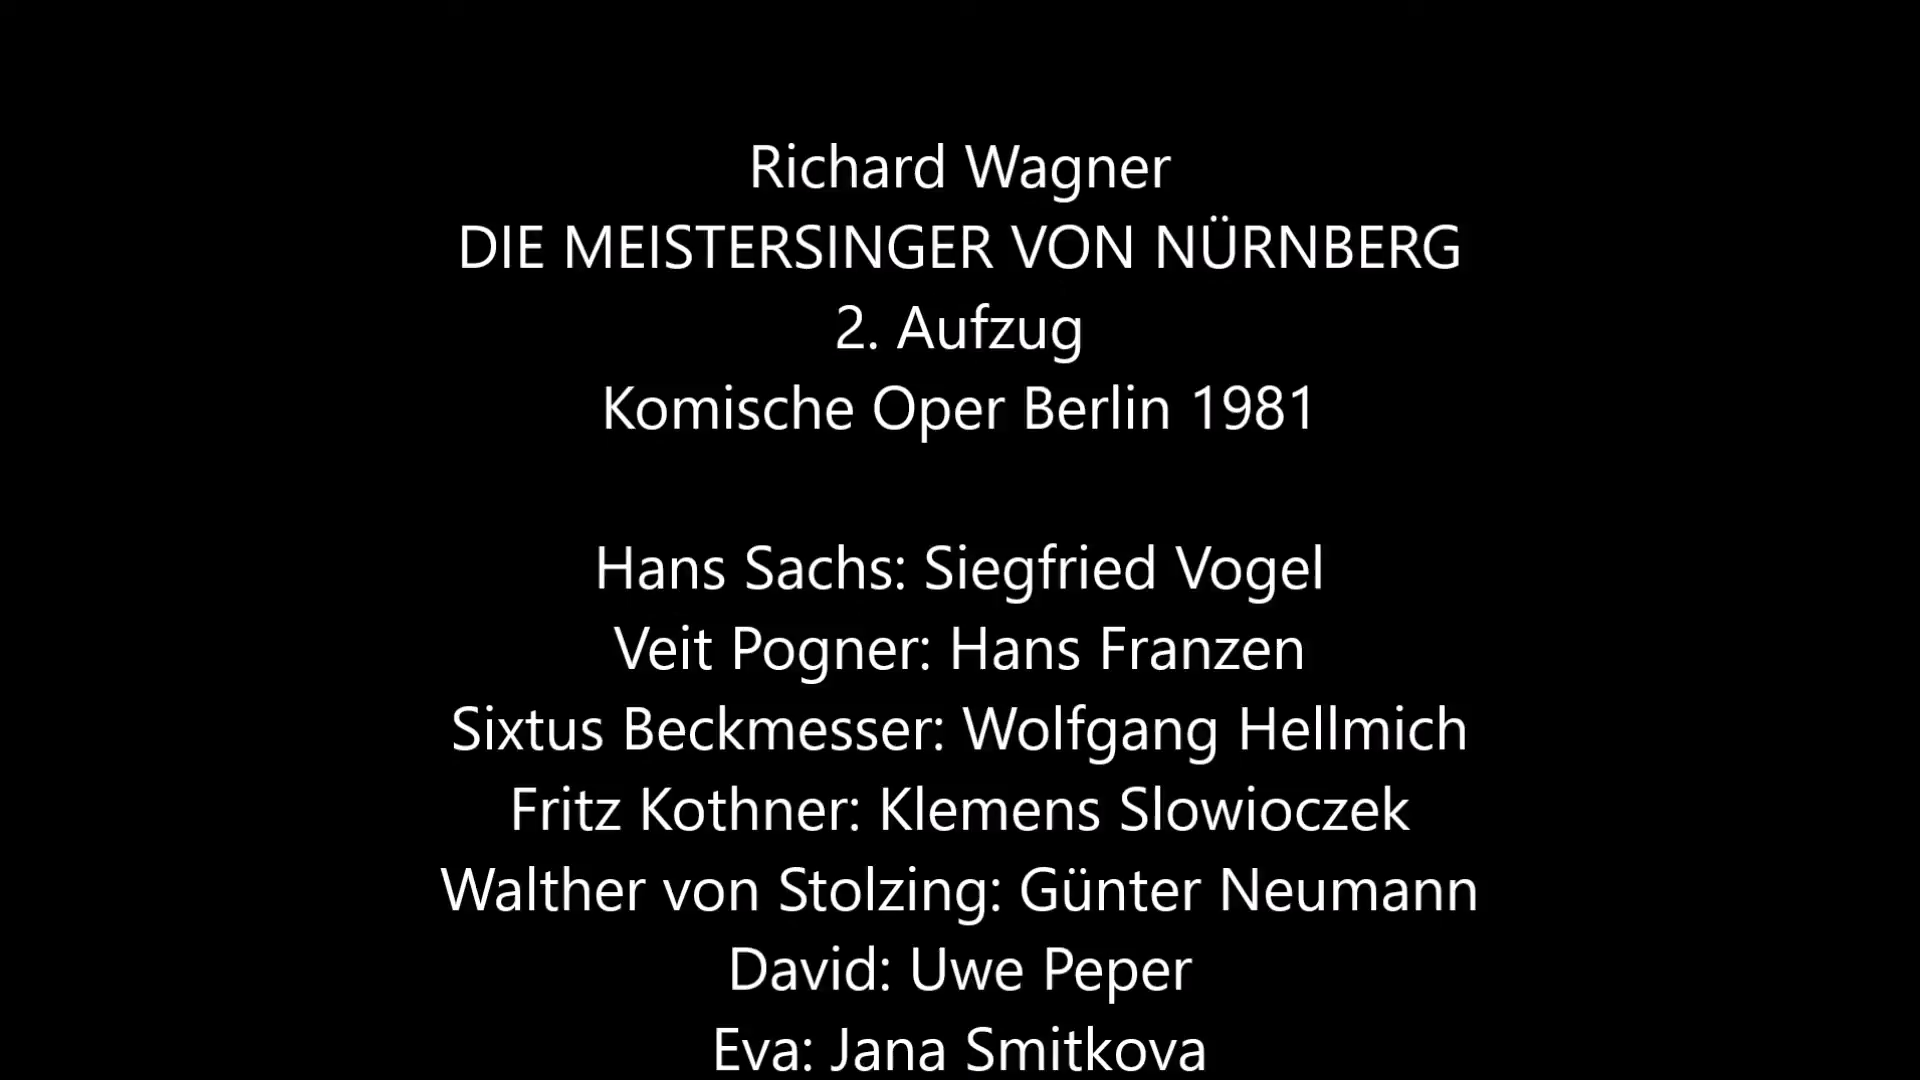 Richard Wagner
DIE MEISTERSINGER VON NÜRNBERG
2. Aufzug
Komische Oper Berlin 1981
Hans Sachs: Siegfried Vogel
Veit Pogner: Hans Franzen
Sixtus Beckmesser: Wolfgang Hellmich
Fritz Kothner: Klemens Slowioczek
Walther von Stolzing: Günter Neumann
David: Uwe Peper
Eva: Jana Smitkova